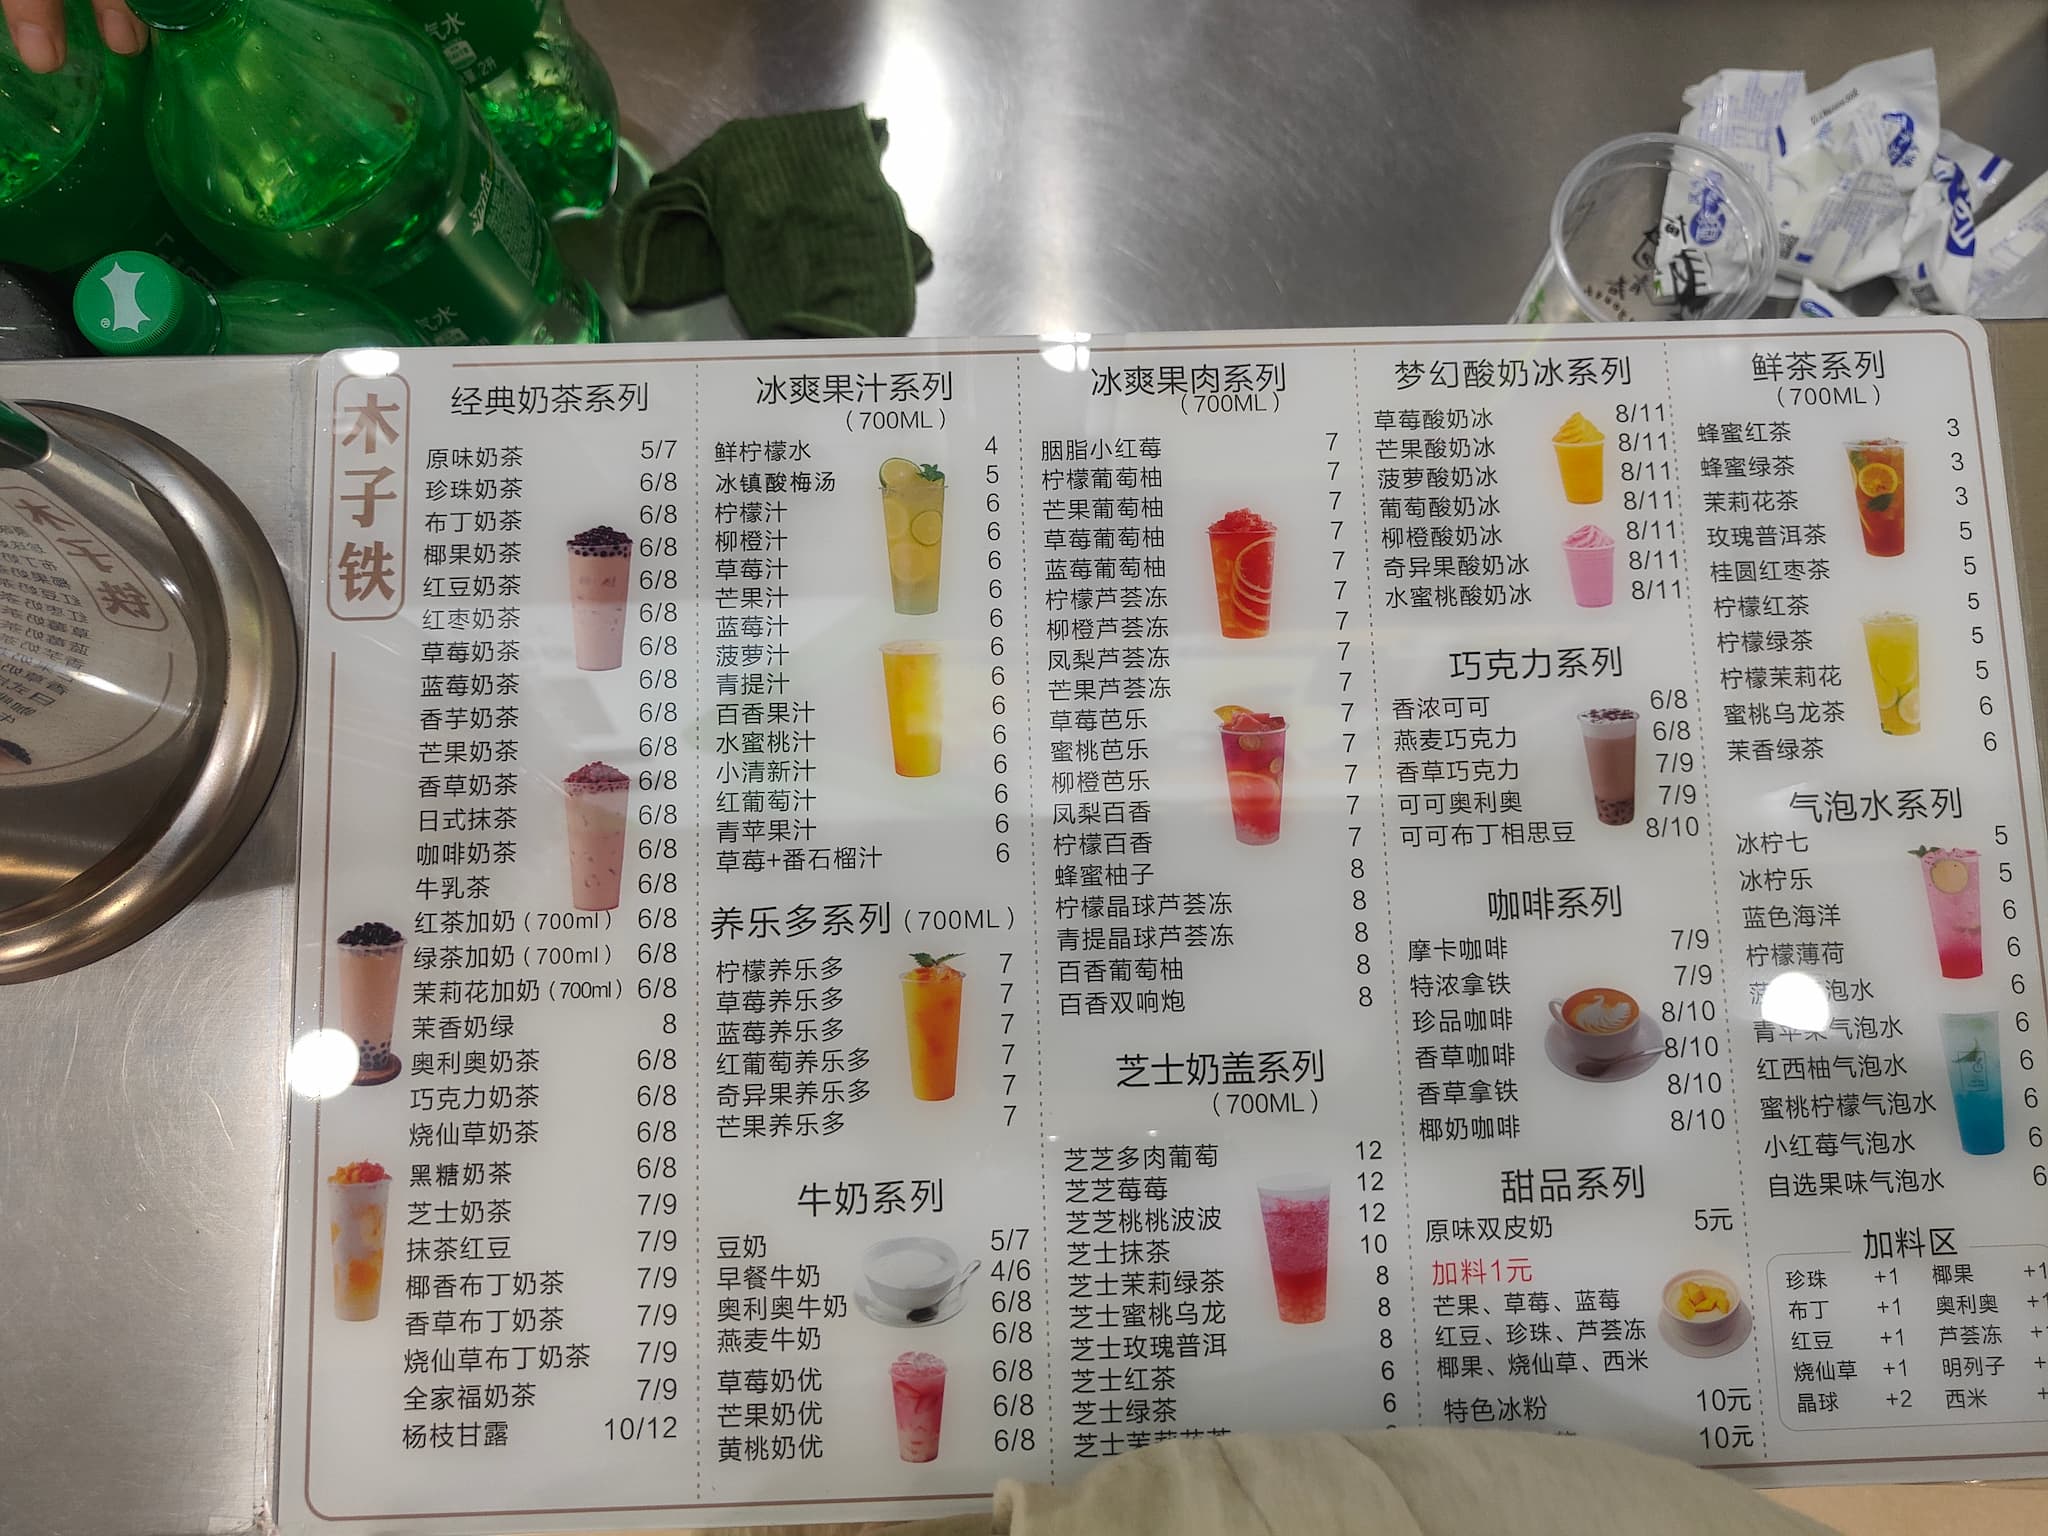 气水
2升
气水
木子铁
经典奶茶系列
原味奶茶 5/7
珍珠奶茶 6/8
布丁奶茶 6/8
椰果奶茶 6/8
红豆奶茶 6/8
红枣奶茶 6/8
草莓奶茶 6/8
蓝莓奶茶 6/8
香芋奶茶 6/8
芒果奶茶 6/8
香草奶茶 6/8
日式抹茶 6/8
咖啡奶茶 6/8
牛乳茶 6/8
红茶加奶(700ml) 6/8
绿茶加奶(700ml) 6/8
茉莉花加奶(700ml) 6/8
茉香奶绿 8
奥利奥奶茶 6/8
巧克力奶茶 6/8
烧仙草奶茶 6/8
黑糖奶茶 6/8
芝士奶茶 7/9
抹茶红豆 7/9
椰香布丁奶茶 7/9
香草布丁奶茶 7/9
烧仙草布丁奶茶 7/9
全家福奶茶 7/9
杨枝甘露 10/12
冰爽果汁系列
(700ML)
鲜柠檬水 4
冰镇酸梅汤 5
柠檬汁 6
柳橙汁 6
草莓汁 6
芒果汁 6
蓝莓汁 6
菠萝汁 6
青提汁 6
百香果汁 6
水蜜桃汁 6
小清新汁 6
红葡萄汁 6
青苹果汁 6
草莓+番石榴汁 6
养乐多系列(700ML)
柠檬养乐多 7
草莓养乐多 7
蓝莓养乐多 7
红葡萄养乐多 7
奇异果养乐多 7
芒果养乐多 7
牛奶系列
豆奶 5/7
早餐牛奶 4/6
奥利奥牛奶 6/8
燕麦牛奶 6/8
草莓奶优 6/8
芒果奶优 6/8
黄桃奶优 6/8
冰爽果肉系列
(700ML)
胭脂小红莓 7
柠檬葡萄柚 7
芒果葡萄柚 7
草莓葡萄柚 7
蓝莓葡萄柚 7
柠檬芦荟冻 7
柳橙芦荟冻 7
凤梨芦荟冻 7
芒果芦荟冻 7
草莓芭乐 7
蜜桃芭乐 7
柳橙芭乐 7
凤梨百香 7
柠檬百香 7
蜂蜜柚子 8
柠檬晶球芦荟冻 8
青提晶球芦荟冻 8
百香葡萄柚 8
百香双响炮 8
芝士奶盖系列
(700ML)
芝芝多肉葡萄 12
芝芝莓莓 12
芝芝桃桃波波 12
芝士抹茶 10
芝士茉莉绿茶 8
芝士蜜桃乌龙 8
芝士玫瑰普洱 8
芝士红茶 6
芝士绿茶 6
芝士
梦幻酸奶冰系列
草莓酸奶冰 8/11
芒果酸奶冰 8/11
菠萝酸奶冰 8/11
葡萄酸奶冰 8/11
柳橙酸奶冰 8/11
奇异果酸奶冰 8/11
水蜜桃酸奶冰 8/11
巧克力系列
香浓可可 6/8
燕麦巧克力 6/8
香草巧克力 7/9
可可奥利奥 7/9
可可布丁相思豆 8/10
咖啡系列
摩卡咖啡 7/9
特浓拿铁 7/9
珍品咖啡 8/10
香草咖啡 8/10
香草拿铁 8/10
椰奶咖啡 8/10
甜品系列
原味双皮奶 5元
加料1元
芒果、草莓、蓝莓
红豆、珍珠、芦荟冻
椰果、烧仙草、西米
特色冰粉 10元
10元
鲜茶系列
(700ML)
蜂蜜红茶 3
蜂蜜绿茶 3
茉莉花茶 3
玫瑰普洱茶 5
桂圆红枣茶 5
柠檬红茶 5
柠檬绿茶 5
柠檬茉莉花 5
蜜桃乌龙茶 6
茉香绿茶 6
气泡水系列
冰柠七 5
冰柠乐 5
蓝色海洋 6
柠檬薄荷 6
泡水 6
青苹果气泡水 6
红西柚气泡水 6
蜜桃柠檬气泡水 6
小红莓气泡水 6
自选果味气泡水 6
加料区
珍珠 +1 椰果 +1
布丁 +1 奥利奥 +1
红豆 +1 芦荟冻 +
烧仙草 +1 明列子 +
晶球 +2 西米 +